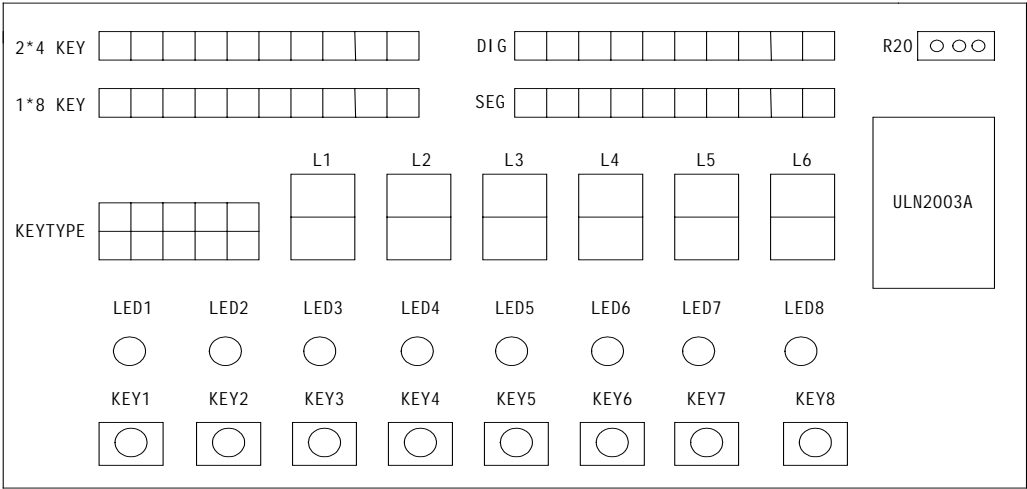 2*4 KEY DIG R20
1*8 KEY SEG
L1 L2 L3 L4 L5 L6
ULN2003A
KEYTYPE
LED1 LED2 LED3 LED4 LED5 LED6 LED7 LED8
KEY1 KEY2 KEY3 KEY4 KEY5 KEY6 KEY7 KEY8